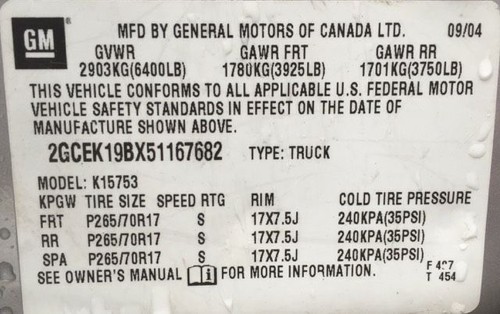 GM
MFD BY GENERAL MOTORS OF CANADA LTD. 09/04
GVWR GAWR FRT GAWR RR
2903KG(6400LB) 1780KG(3925LB) 1701KG(3750LB)
THIS VEHICLE CONFORMS TO ALL APPLICABLE U.S. FEDERAL MOTOR
VEHICLE SAFETY STANDARDS IN EFFECT ON THE DATE OF
MANUFACTURE SHOWN ABOVE.
2GCEK19BX51167682 TYPE: TRUCK
MODEL: K15753
KPGW TIRE SIZE SPEED RTG RIM COLD TIRE PRESSURE
FRT P265/70R17 S 17X7.5J 240KPA(35PSI)
RR P265/70R17 S 17X7.5J 240KPA(35PSI)
SPA P265/70R17 S 17X7.5J 240KPA(35PSI)
SEE OWNER'S MANUAL i FOR MORE INFORMATION.
F
T 454